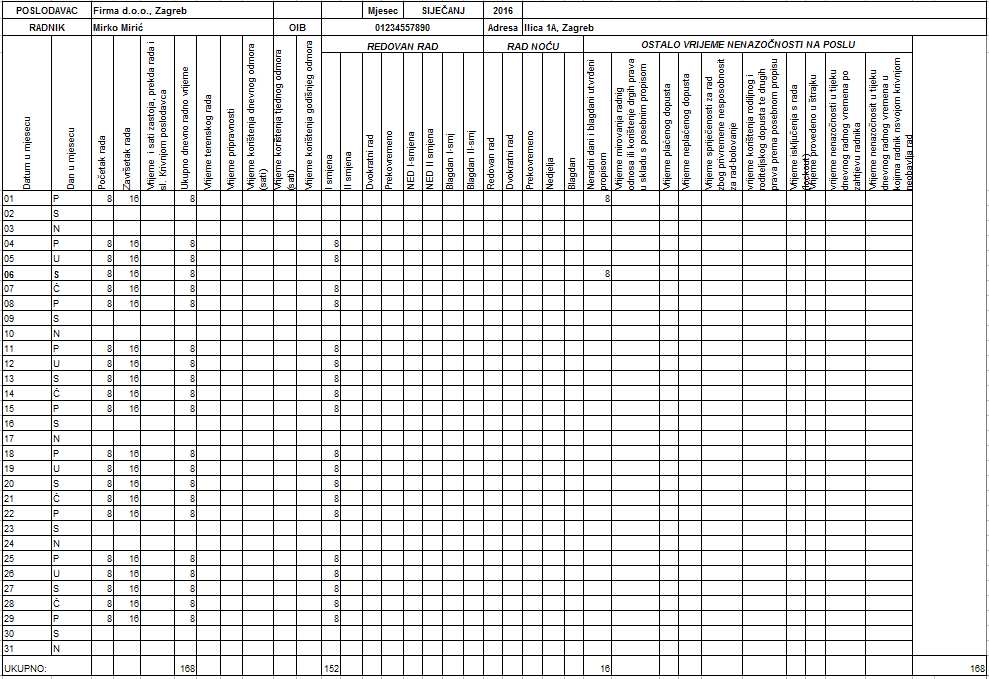 POSLODAVAC Firma d.o.o., Zagreb Mjesec SIJEČANJ 2016
RADNIK Mirko Mirić OIB 01234557890 Adresa Ilica 1A, Zagreb
REDOVAN RAD RAD NOĆU OSTALO VRIJEME NENAZOČNOSTI NA POSLU
Datum u mjesecu
Dan u mjesecu
Početak rada
Završetak rada
Vrijeme i sati zastoja, prekda rada i
sl. Krivnjom poslodavca
Ukupno dnevno radno vrijeme
Vrijeme terenskog rada
Vrijeme pripravnosti
Vrijeme korištenja dnevnog odmora
(sati)
Vrijeme korištenja tjednog odmora
(sati)
Vrijeme korištenja godišnjeg odmora
I smjena
II smjena
Dvokratni rad
Prekovremeno
NED I-smjena
NED II smjena
Blagdan I-smj
Blagdan II-smj
Redovan rad
Dvokratni rad
Prekovremeno
Nedjelja
Blagdan
Neradni dani i blagdani utvrđeni
propisom
Vrijeme mirovanja radnig
odnosa ili korištenje drgih prava
u skladu s posebnim propisom
Vrijeme plaćenog dopusta
Vrijeme neplaćenog dopusta
Vrijeme spriječenosti za rad
zbog privremene nesposobnosit
za rad-bolovanje
vrijeme korištenja rodiljnog i
roditeljskog dopusta te drugih
prava prema posebnom propisu
Vrijeme isključenja s rada
(lockout)
Vrijeme provedeno u štrajku
vrijeme nenazočnosti u tijeku
dnevnog radnog vremena po
zahtjevu radnika
Vrijeme nenazočnosit u tijeku
dnevnog radnog vremena u
kojima radnik nsvojom krivnjom
neobavlja rad
01 P 8 16 8 8
02 S
03 N
04 P 8 16 8 8
05 U 8 16 8 8
06 S 8 16 8 8
07 Č 8 16 8 8
08 P 8 16 8 8
09 S
10 N
11 P 8 16 8 8
12 U 8 16 8 8
13 S 8 16 8 8
14 Č 8 16 8 8
15 P 8 16 8 8
16 S
17 N
18 P 8 16 8 8
19 U 8 16 8 8
20 S 8 16 8 8
21 Č 8 16 8 8
22 P 8 16 8 8
23 S
24 N
25 P 8 16 8 8
26 U 8 16 8 8
27 S 8 16 8 8
28 Č 8 16 8 8
29 P 8 16 8 8
30 S
31 N
UKUPNO: 168 152 16 168